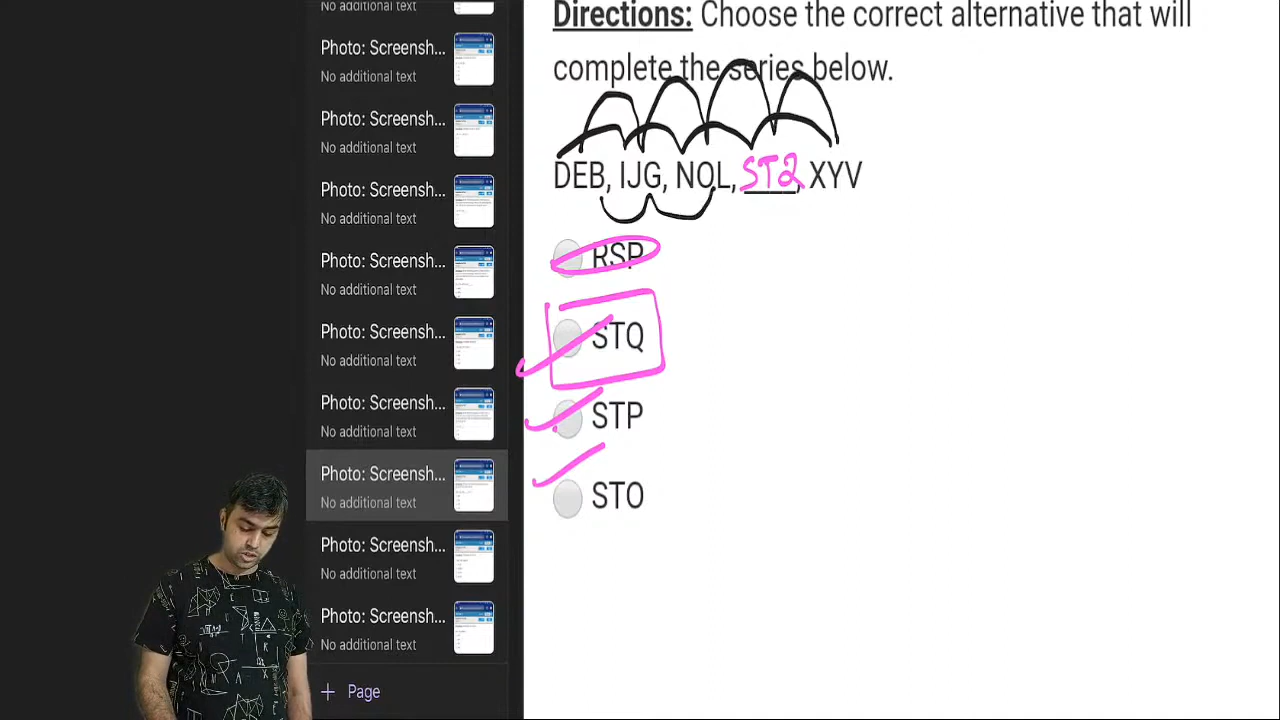 No additional text
Photo: Screensh...
No additional text
Photo: Screensh...
No additional text
Photo: Screensh...
No additional text
Photo: Screensh...
No additional text
Photo: Screensh...
No additional text
Photo: Screensh...
No additional text
Photo: Screensh...
No additional text
Photo: Screensh...
No additional text
Photo: Screensh...
No additional text
+ Page
Directions: Choose the correct alternative that will
complete the series below.
DEB, IJG, NOL, STQ, XYV
RSP
STQ
STP
STO